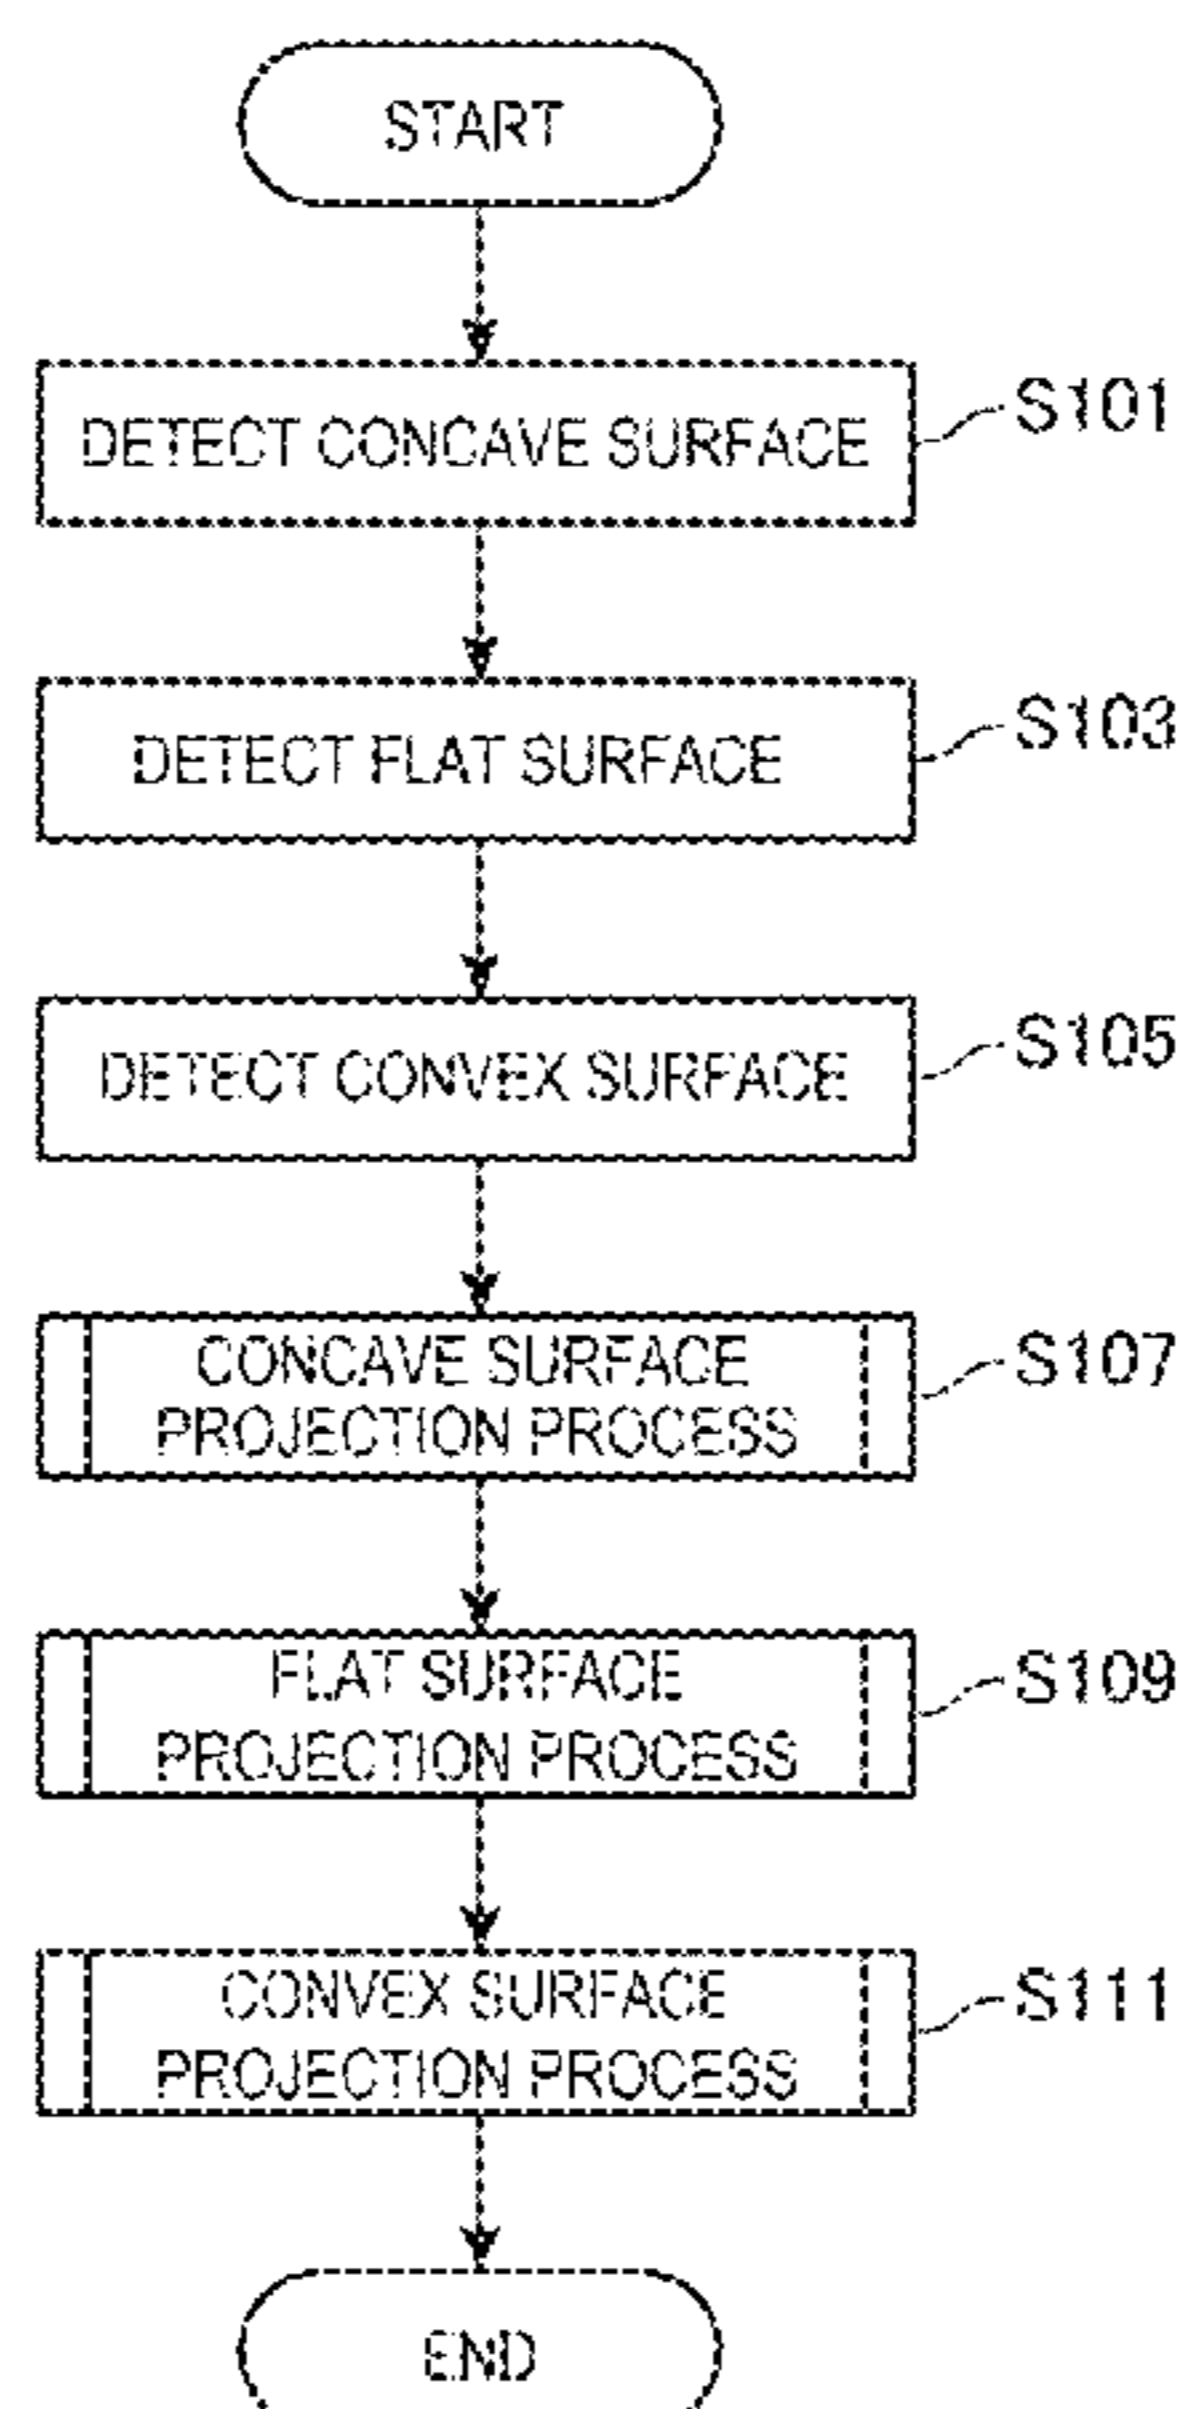 START
DETECT CONCAVE SURFACE
S101
DETECT FLAT SURFACE
S103
DETECT CONVEX SURFACE
S105
CONCAVE SURFACE
PROJECTION PROCESS
S107
FLAT SURFACE
PROJECTION PROCESS
S109
CONVEX SURFACE
PROJECTION PROCESS
S111
END